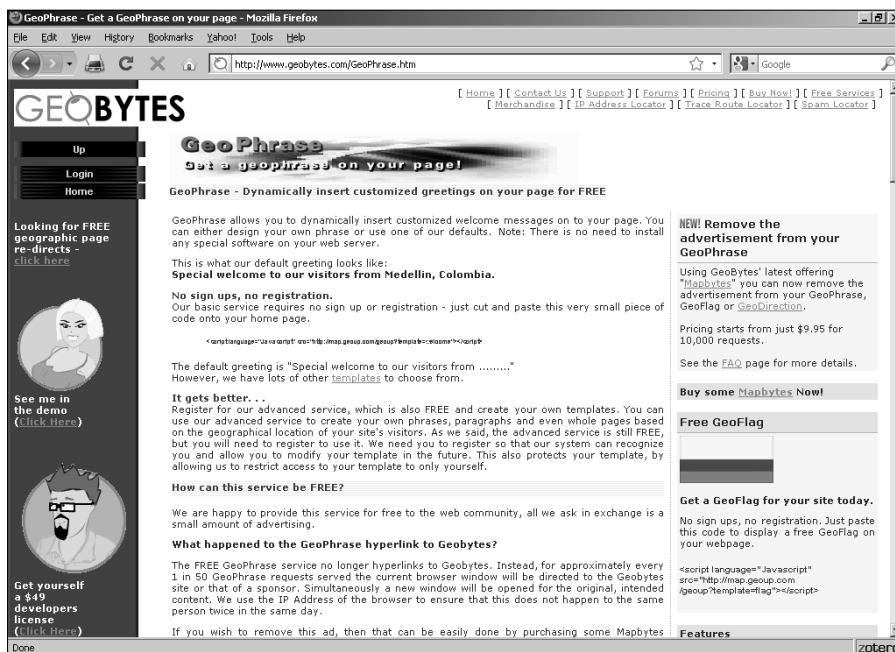 GeoPhrase - Get a GeoPhrase on your page - Mozilla Firefox
File Edit View History Bookmarks Yahoo! Tools Help
http://www.geobytes.com/GeoPhrase.htm
Google
GEOBYTES
[ Home ] [ Contact Us ] [ Support ] [ Forums ] [ Pricing ] [ Buy Now! ] [ Free Services ]
[ Merchandise ] [ IP Address Locator ] [ Trace Route Locator ] [ Spam Locator ]
Up
Login
Home
Looking for FREE
geographic page
re-directs -
click here
See me in
the demo
(Click Here)
Get yourself
a $49
developers
license
(Click Here)
GeoPhrase
Get a geophrase on your page!
GeoPhrase - Dynamically insert customized greetings on your page for FREE
GeoPhrase allows you to dynamically insert customized welcome messages on to your page. You
can either design your own phrase or use one of our defaults. Note: There is no need to install
any special software on your web server.
This is what our default greeting looks like:
Special welcome to our visitors from Medellin, Colombia.
No sign ups, no registration.
Our basic service requires no sign up or registration - just cut and paste this very small piece of
code onto your home page.
<script language="Javascript" src="http://map.geoup.com/geoup?template=welcome"></script>
The default greeting is "Special welcome to our visitors from ........."
However, we have lots of other templates to choose from.
It gets better. . .
Register for our advanced service, which is also FREE and create your own templates. You can
use our advanced service to create your own phrases, paragraphs and even whole pages based
on the geographical location of your site's visitors. As we said, the advanced service is still FREE,
but you will need to register to use it. We need you to register so that our system can recognize
you and allow you to modify your template in the future. This also protects your template, by
allowing us to restrict access to your template to only yourself.
How can this service be FREE?
We are happy to provide this service for free to the web community, all we ask in exchange is a
small amount of advertising.
What happened to the GeoPhrase hyperlink to Geobytes?
The FREE GeoPhrase service no longer hyperlinks to Geobytes. Instead, for approximately every
1 in 50 GeoPhrase requests served the current browser window will be directed to the Geobytes
site or that of a sponsor. Simultaneously a new window will be opened for the original, intended
content. We use the IP Address of the browser to ensure that this does not happen to the same
person twice in the same day.
If you wish to remove this ad, then that can be easily done by purchasing some Mapbytes
NEW! Remove the
advertisement from your
GeoPhrase
Using GeoBytes' latest offering
"Mapbytes" you can now remove the
advertisement from your GeoPhrase,
GeoFlag or GeoDirection.
Pricing starts from just $9.95 for
10,000 requests.
See the FAQ page for more details.
Buy some Mapbytes Now!
Free GeoFlag
Get a GeoFlag for your site today.
No sign ups, no registration. Just paste
this code to display a free GeoFlag on
your webpage.
<script language="Javascript"
src="http://map.geoup.com
/geoup?template=flag"></script>
Features
Done
zoter